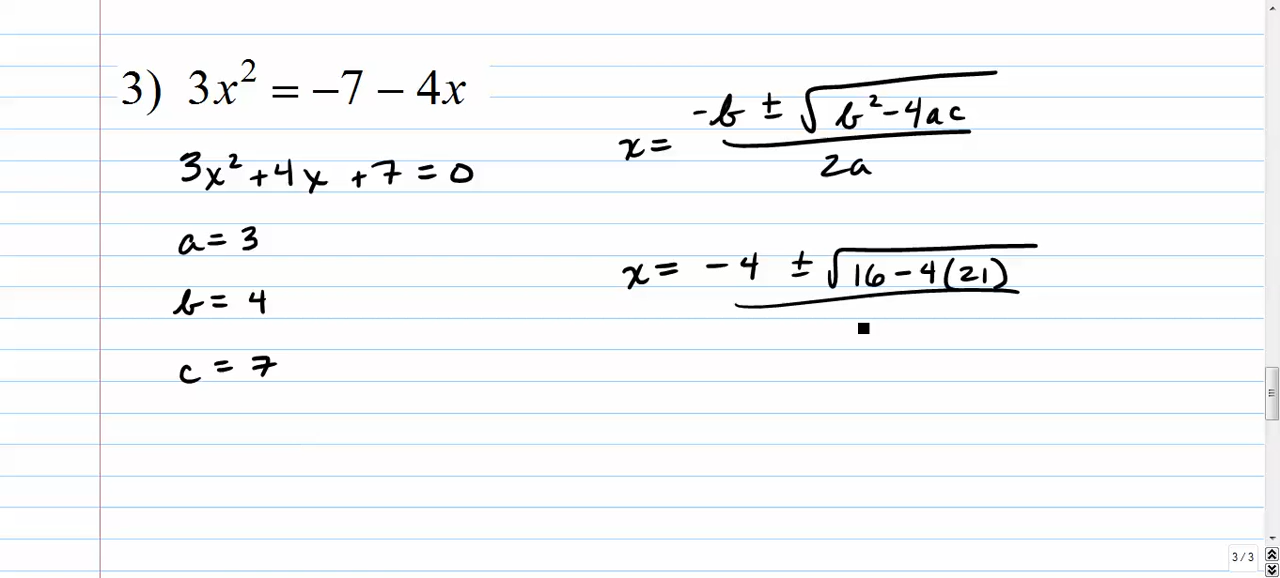 3) 3x² = −7 − 4x
3x² + 4x + 7 = 0
a = 3
b = 4
c = 7
x = -b ± √(b² - 4ac)
2a
x = -4 ± √(16 - 4(21))
3 / 3